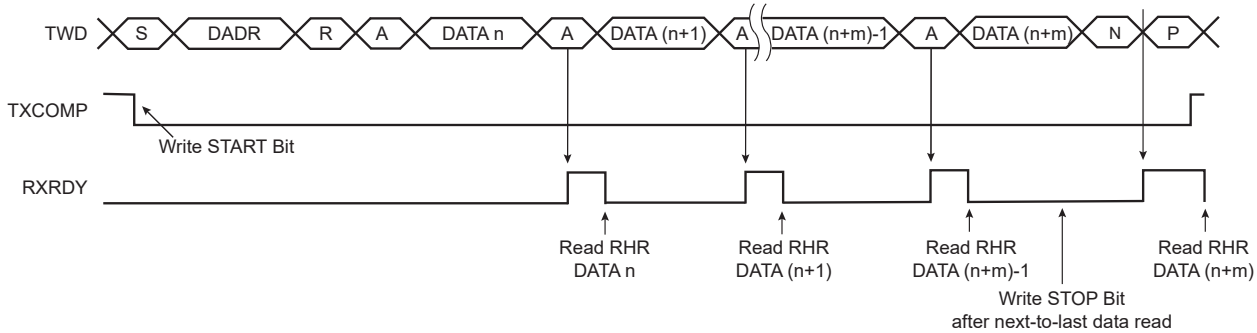 TWD S DADR R A DATA n A DATA (n+1) A DATA (n+m)-1 A DATA (n+m) N P
TXCOMP
Write START Bit
RXRDY
Read RHR
DATA n
Read RHR
DATA (n+1)
Read RHR
DATA (n+m)-1
Read RHR
DATA (n+m)
Write STOP Bit
after next-to-last data read